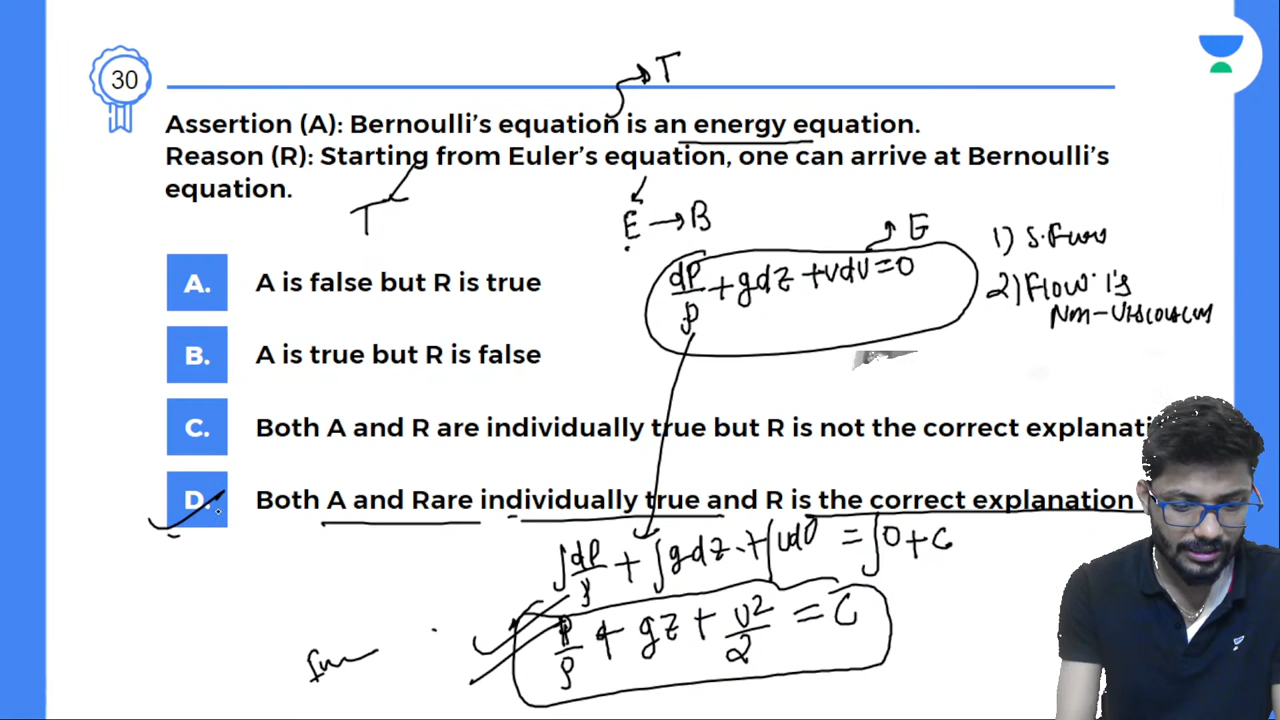 30
T
Assertion (A): Bernoulli's equation is an energy equation.
Reason (R): Starting from Euler's equation, one can arrive at Bernoulli's
equation.
T
E → B
E
dP/ρ + gdz + vdv = 0
1) S.
2) Flow is
A. A is false but R is true
B. A is true but R is false
C. Both A and R are individually true but R is not the correct explanati
D. Both A and Rare individually true and R is the correct explanation
∫dP/ρ + ∫gdz + ∫vdv = ∫0 + C
P/ρ + gz + v²/2 = C